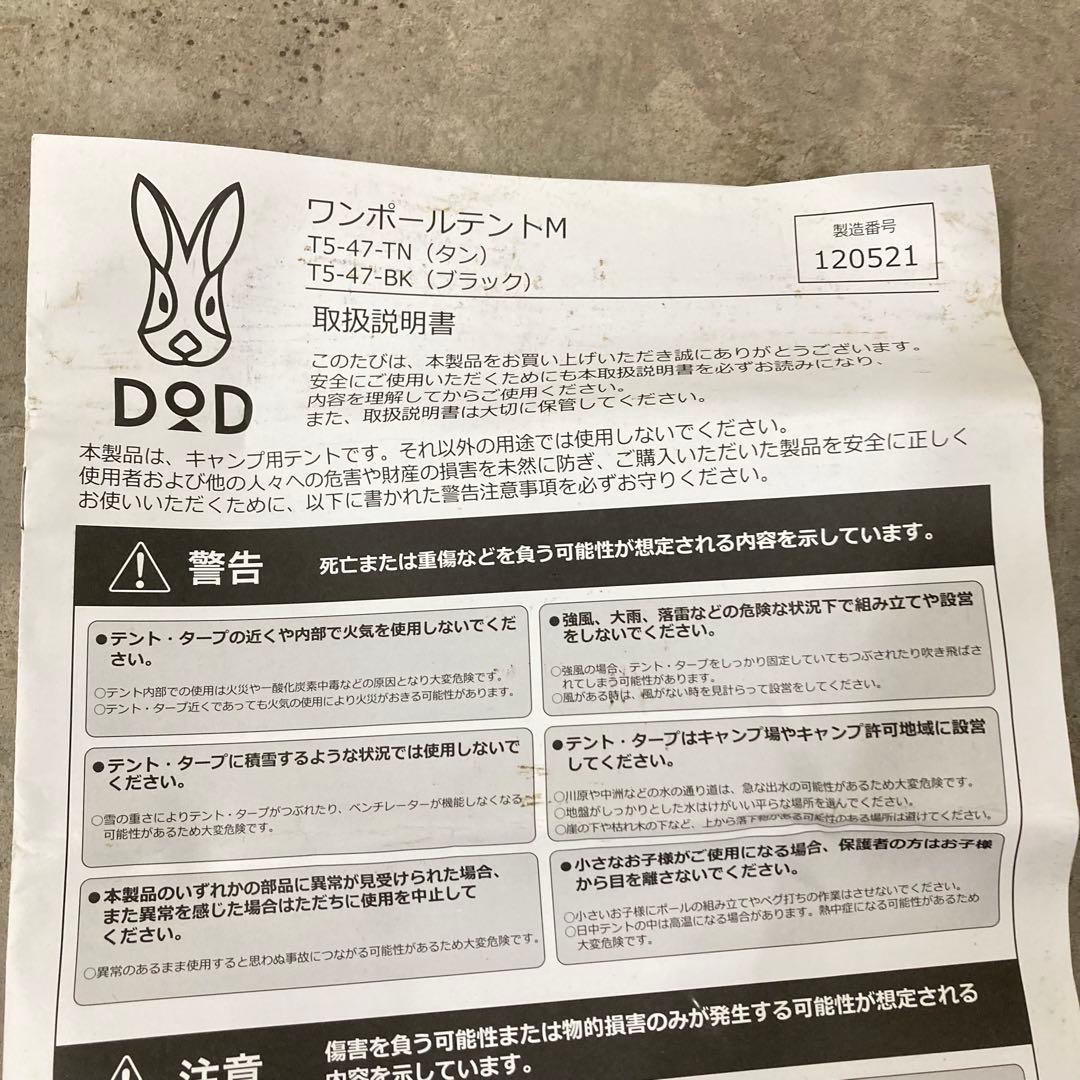 DOD
ワンポールテントM
T5-47-TN（タン）
T5-47-BK（ブラック）
製造番号
120521
取扱説明書
このたびは、本製品をお買い上げいただき誠にありがとうございます。
安全にご使用いただくためにも本取扱説明書を必ずお読みになり、
内容を理解してからご使用ください。
また、取扱説明書は大切に保管してください。
本製品は、キャンプ用テントです。それ以外の用途では使用しないでください。
使用者および他の人々への危害や財産の損害を未然に防ぎ、ご購入いただいた製品を安全に正しく
お使いいただくために、以下に書かれた警告注意事項を必ずお守りください。
警告
死亡または重傷などを負う可能性が想定される内容を示しています。
●テント・タープの近くや内部で火気を使用しないでくだ
さい。
○テント内部での使用は火災や一酸化炭素中毒などの原因となり大変危険です。
○テント・タープ近くであっても火気の使用により火災がおきる可能性があります。
●テント・タープに積雪するような状況では使用しないで
ください。
○雪の重さによりテント・タープがつぶれたり、ベンチレーターが機能しなくなる
可能性があるため大変危険です。
●本製品のいずれかの部品に異常が見受けられた場合、
また異常を感じた場合はただちに使用を中止して
ください。
○異常のあるまま使用すると思わぬ事故につながる可能性があるため大変危険です。
●強風、大雨、落雷などの危険な状況下で組み立てや設営
をしないでください。
○強風の場合、テント・タープをしっかり固定していてもつぶされたり吹き飛ばさ
れてしまう可能性があります。
○風がある時は、風がない時を見計らって設営をしてください。
●テント・タープはキャンプ場やキャンプ許可地域に設営
してください。
○川原や中洲などの水の通り道は、急な出水の可能性があるため大変危険です。
○地盤がしっかりとした水はけがいい平らな場所を選んでください。
○崖の下や枯れ木の下など、上から落下物がある可能性のある場所は避けてください。
●小さなお子様がご使用になる場合、保護者の方はお子様
から目を離さないでください。
○小さいお子様にポールの組み立てやペグ打ちの作業はさせないでください。
○日中テントの中は高温になる場合があります。熱中症になる可能性があるため
大変危険です。
注意
傷害を負う可能性または物的損害のみが発生する可能性が想定される
内容を示しています。